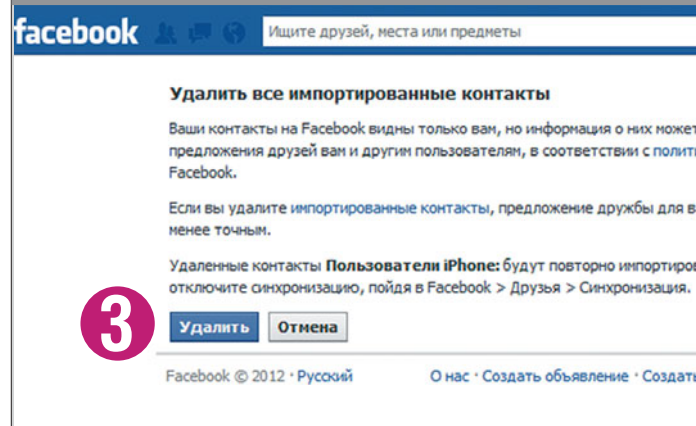 facebook Ищите друзей, места или предметы
Удалить все импортированные контакты
Ваши контакты на Facebook видны только вам, но информация о них может
предложения друзей вам и другим пользователям, в соответствии с
Facebook.
Если вы удалите импортированные контакты, предложение дружбы для в
менее точным.
Удаленные контакты Пользователи iPhone: будут повторно
отключите синхронизацию, пойдя в Facebook > Друзья > Синхронизация.
3 Удалить Отмена
Facebook © 2012 · Русский О нас · Создать объявление · Создать